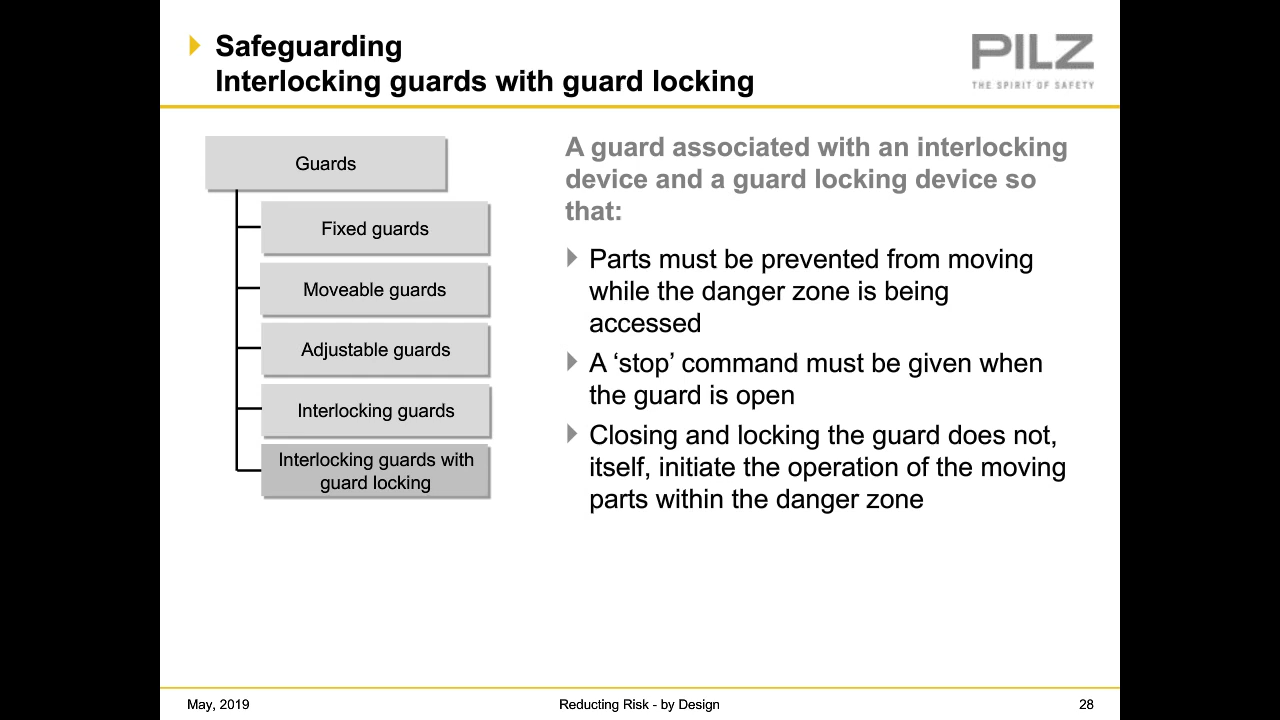 Safeguarding
Interlocking guards with guard locking
PILZ
THE SPIRIT OF SAFETY
Guards
Fixed guards
Moveable guards
Adjustable guards
Interlocking guards
Interlocking guards with
guard locking
A guard associated with an interlocking
device and a guard locking device so
that:
Parts must be prevented from moving
while the danger zone is being
accessed
A ‘stop’ command must be given when
the guard is open
Closing and locking the guard does not,
itself, initiate the operation of the moving
parts within the danger zone
May, 2019
Reducting Risk - by Design
28